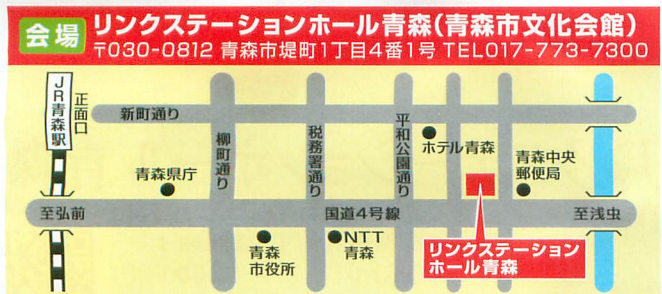 会場
リンクステーションホール青森(青森市文化会館)
〒030-0812 青森市堤町1丁目4番1号 TEL017-773-7300
JR青森駅
正面口
新町通り
柳町通り
税務署通り
平和公園通り
ホテル青森
青森中央
郵便局
青森県庁
至弘前
国道4号線
至浅虫
青森
市役所
NTT
青森
リンクステーション
ホール青森